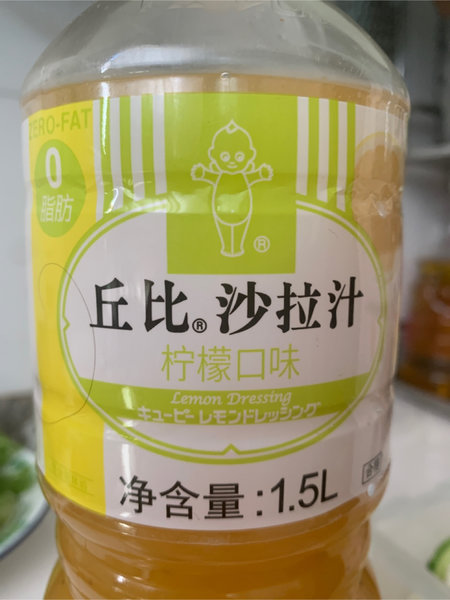 ZERO-FAT
0
脂肪
®
丘比®沙拉汁
柠檬口味
Lemon Dressing
キューピー レモンドレッシング
净含量:1.5L